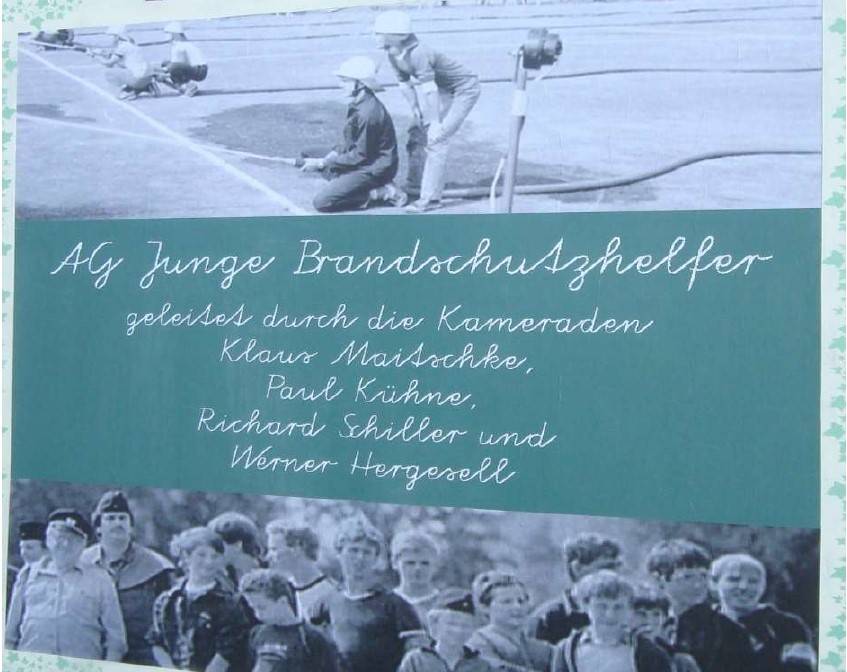 AG Junge Brandschutzhelfer
geleitet durch die Kameraden
Klaus Maitschke,
Paul Kühne,
Richard Schiller und
Werner Hergesell